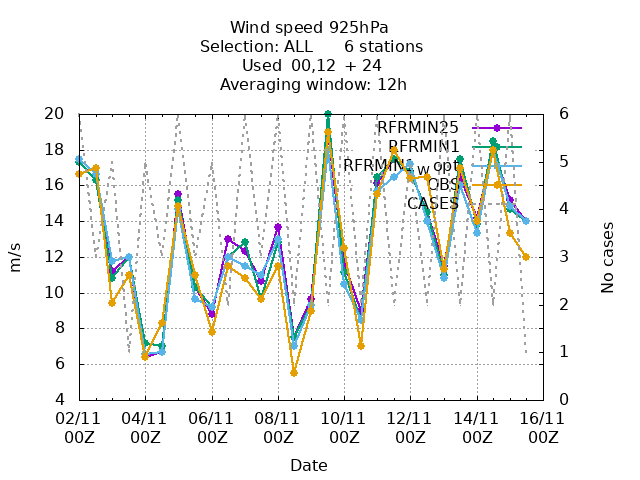 Wind speed 925hPa
Selection: ALL 6 stations
Used 00,12 + 24
Averaging window: 12h
20 18 16 14 12 10 8 6 4
m/s
6 5 4 3 2 1 0
No cases
RFRMIN25
RFRMIN1
OBS
CASES
02/11 04/11 06/11 08/11 10/11 12/11 14/11 16/11
00Z 00Z 00Z 00Z 00Z 00Z 00Z 00Z
Date